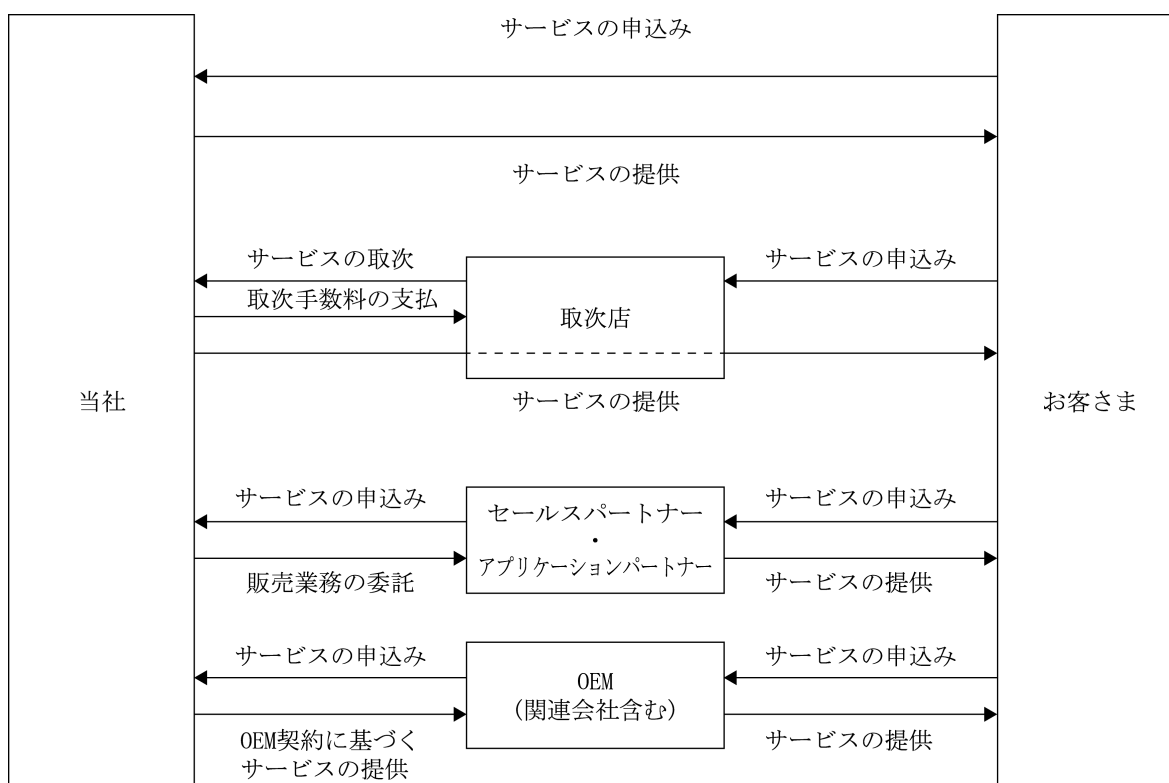 サービスの申込み
サービスの提供
サービスの取次
サービスの申込み
取次手数料の支払
取次店
サービスの提供
当社
お客さま
サービスの申込み
セールスパートナー
・
アプリケーションパートナー
サービスの申込み
販売業務の委託
サービスの提供
サービスの申込み
OEM
(関連会社含む)
サービスの申込み
OEM契約に基づく
サービスの提供
サービスの提供